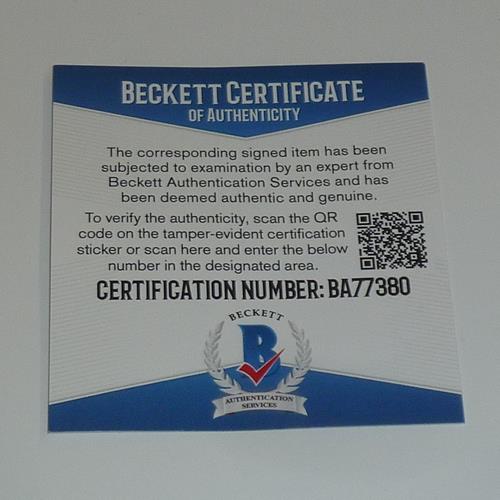 BECKETT CERTIFICATE
OF AUTHENTICITY
The corresponding signed item has been
subjected to examination by an expert from
Beckett Authentication Services and has
been deemed authentic and genuine.
To verify the authenticity, scan the QR
code on the tamper-evident certification
sticker or scan here and enter the below
number in the designated area.
CERTIFICATION NUMBER: BA77380
BECKETT
B
AUTHENTICATION
SERVICES